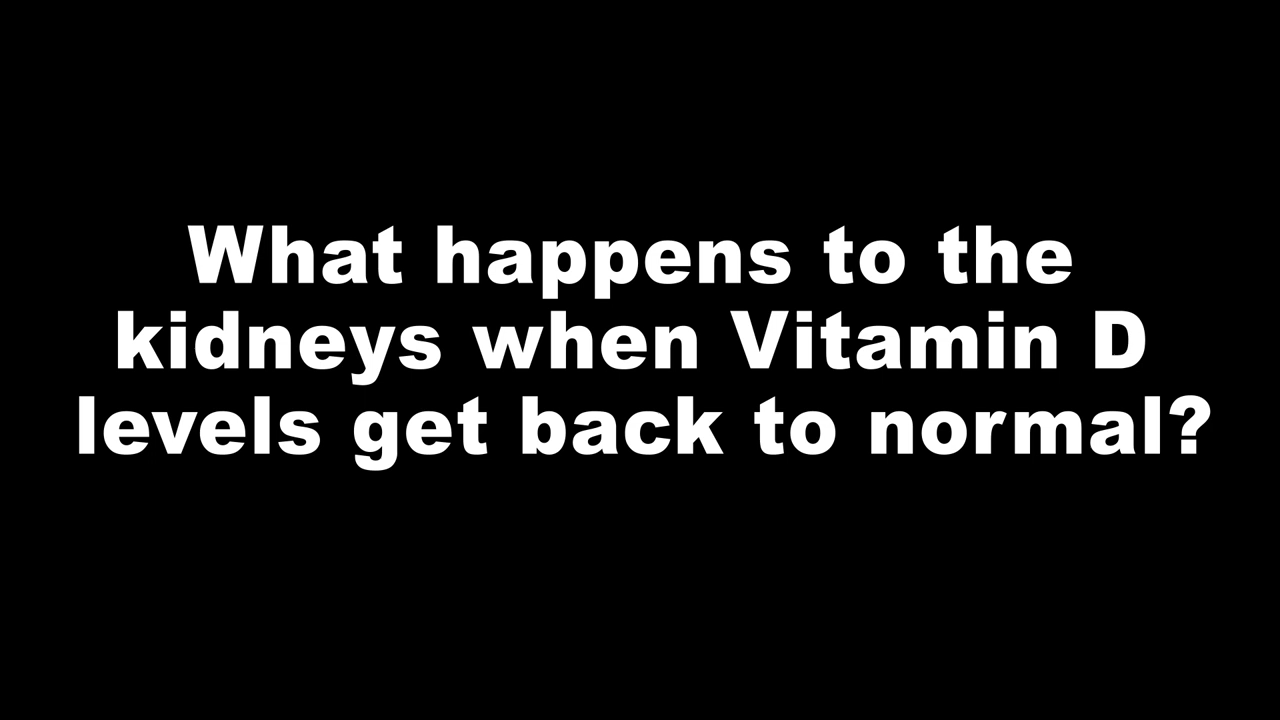 What happens to the
kidneys when Vitamin D
levels get back to normal?